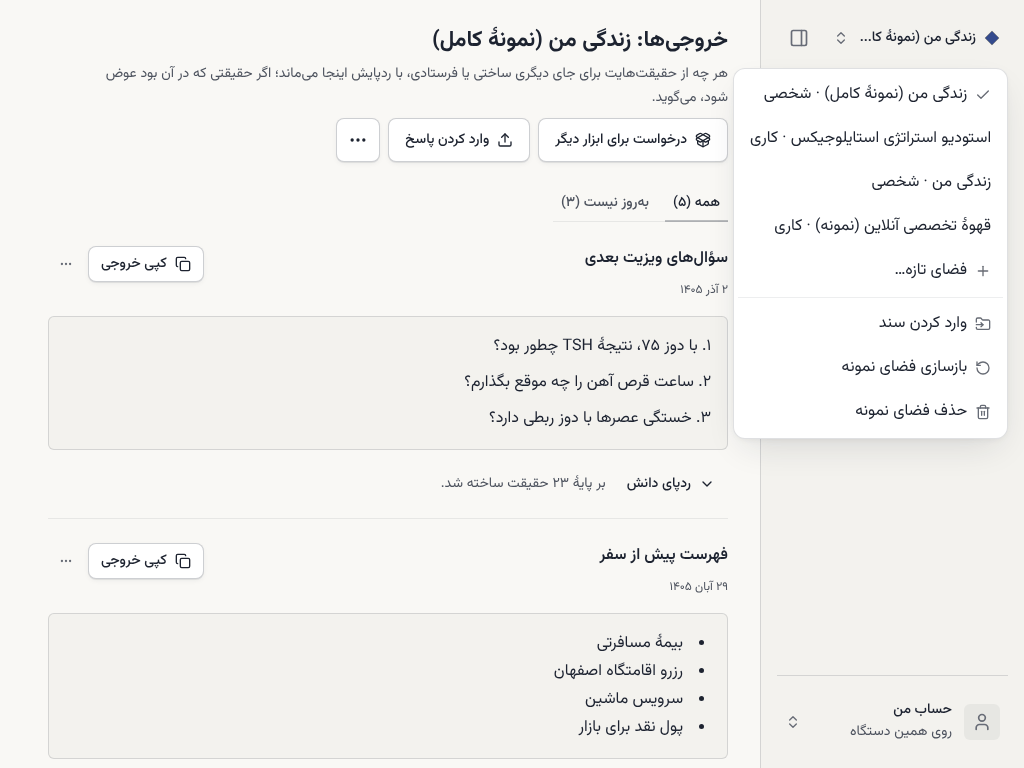 زندگی من (نمونهٔ کا...
زندگی من (نمونهٔ کامل) · شخصی
استودیو استراتژی استایلوجیکس · کاری
زندگی من · شخصی
قهوهٔ تخصصی آنلاین (نمونه) · کاری
فضای تازه...
وارد کردن سند
بازسازی فضای نمونه
حذف فضای نمونه
حساب من
روی همین دستگاه
خروجی‌ها: زندگی من (نمونهٔ کامل)
هر چه از حقیقت‌هایت برای جای دیگری ساختی یا فرستادی، با ردپایش اینجا می‌ماند؛ اگر حقیقتی که در آن بود عوض
شود، می‌گوید.
درخواست برای ابزار دیگر
وارد کردن پاسخ
همه (۵)
به‌روز نیست (۳)
سؤال‌های ویزیت بعدی
کپی خروجی
۲ آذر ۱۴۰۵
۱. با دوز ۷۵، نتیجهٔ TSH چطور بود؟
۲. ساعت قرص آهن را چه موقع بگذارم؟
۳. خستگی عصرها با دوز ربطی دارد؟
ردپای دانش
بر پایهٔ ۲۳ حقیقت ساخته شد.
فهرست پیش از سفر
کپی خروجی
۲۹ آبان ۱۴۰۵
• بیمهٔ مسافرتی
• رزرو اقامتگاه اصفهان
• سرویس ماشین
• پول نقد برای بازار